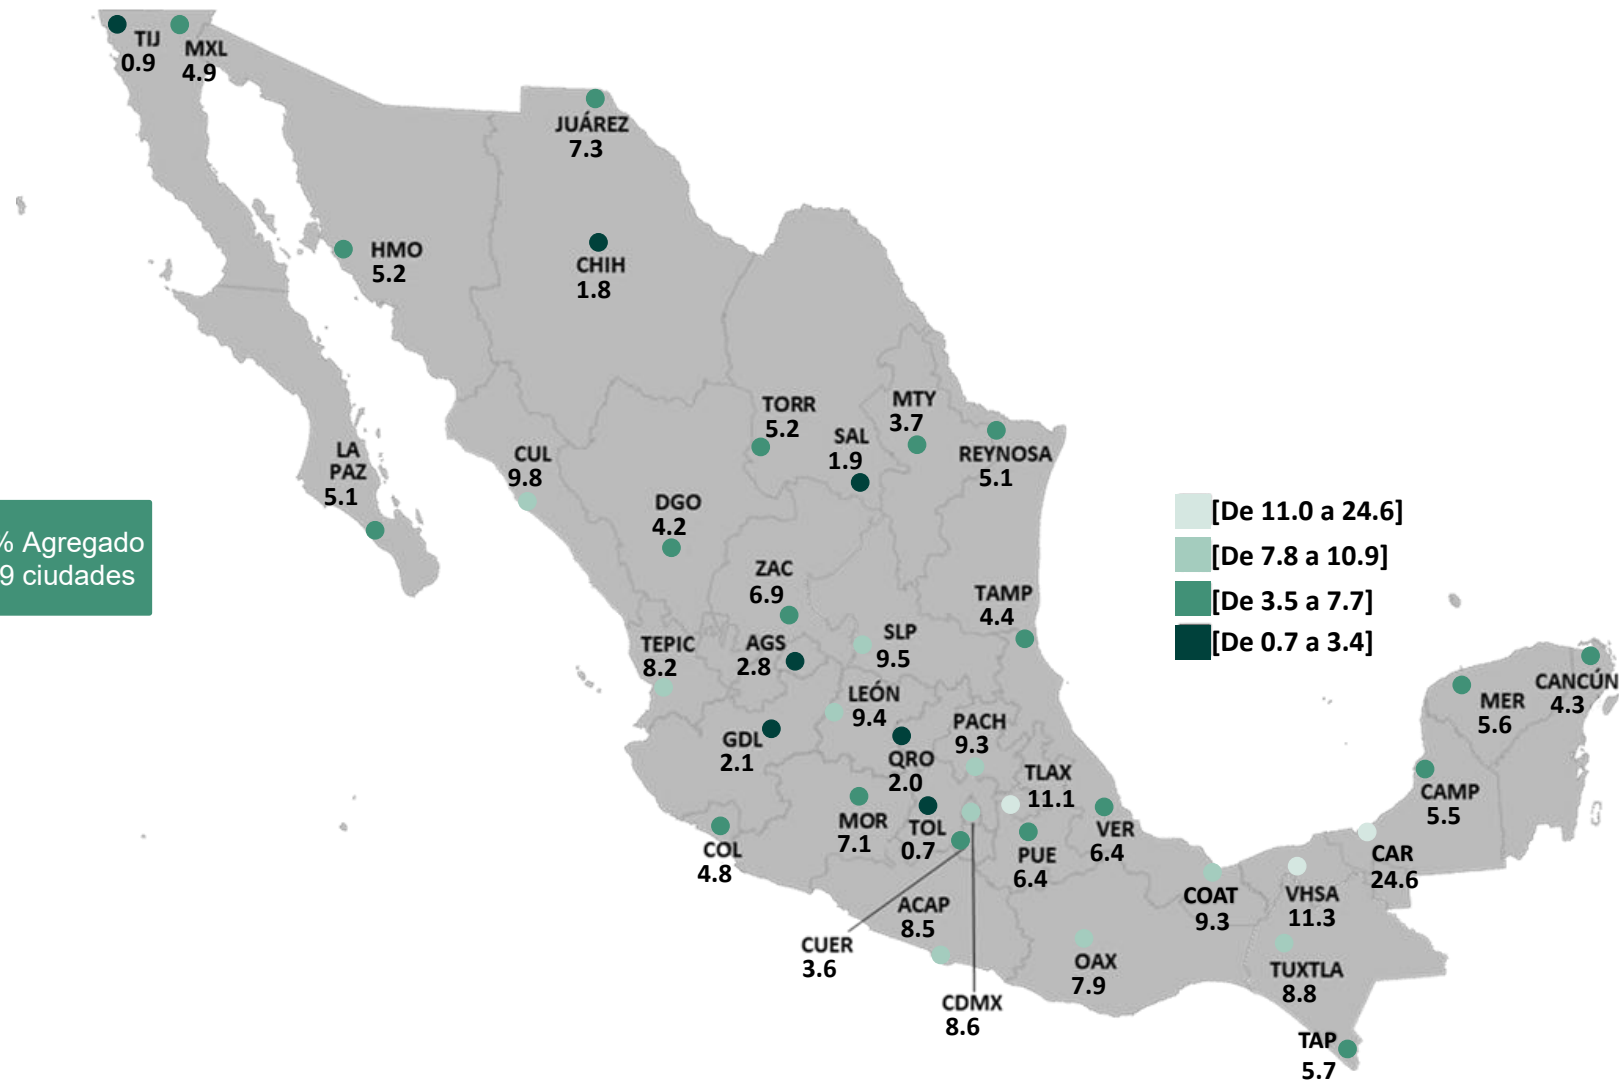 TIJ
0.9
MXL
4.9
JUÁREZ
7.3
HMO
5.2
CHIH
1.8
LA
PAZ
5.1
CUL
9.8
TORR
5.2
SAL
1.9
MTY
3.7
REYNOSA
5.1
DGO
4.2
% Agregado
9 ciudades
[De 11.0 a 24.6]
[De 7.8 a 10.9]
[De 3.5 a 7.7]
[De 0.7 a 3.4]
ZAC
6.9
TAMP
4.4
TEPIC
8.2
AGS
2.8
SLP
9.5
LEÓN
9.4
GDL
2.1
QRO
2.0
PACH
9.3
TLAX
11.1
MER
5.6
CANCÚN
4.3
CAMP
5.5
COL
4.8
MOR
7.1
TOL
0.7
PUE
6.4
VER
6.4
CAR
24.6
COAT
9.3
VHSA
11.3
ACAP
8.5
CUER
3.6
CDMX
8.6
OAX
7.9
TUXTLA
8.8
TAP
5.7